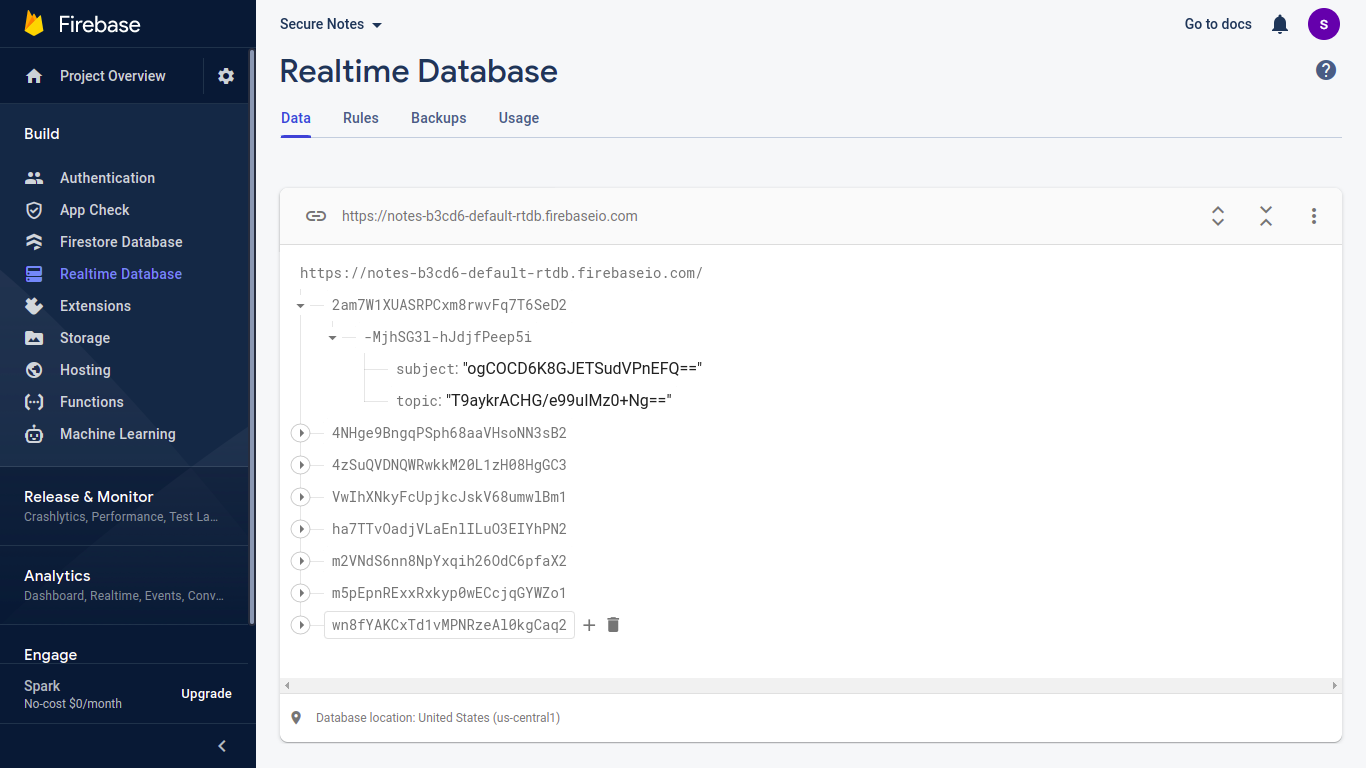 Firebase
Project Overview
Build
Authentication
App Check
Firestore Database
Realtime Database
Extensions
Storage
Hosting
Functions
Machine Learning
Release & Monitor
Crashlytics, Performance, Test La...
Analytics
Dashboard, Realtime, Events, Conv...
Engage
Spark
No-cost $0/month
Upgrade
Secure Notes
Go to docs
S
Realtime Database
Data Rules Backups Usage
https://notes-b3cd6-default-rtdb.firebaseio.com
https://notes-b3cd6-default-rtdb.firebaseio.com/
2am7W1XUASRPCxm8rwvFq7T6SeD2
-MjhSG3l-hJdjfPeep5i
subject: "ogCOCD6K8GJETSudVPnEFQ=="
topic: "T9aykrACHG/e99uIMz0+Ng=="
4NHge9BngqPSph68aaVHsoNN3sB2
4zSuQVDNQWRwkkM20L1zH08HgGC3
VwIhXNkyFcUpjkcJskV68umwlBm1
ha7TTvOadjVLaEnlILuO3EIYhPN2
m2VNdS6nn8NpYxqih26OdC6pfaX2
m5pEpnRExxRxkyp0wECcjqGYWZo1
wn8fYAKCxTd1vMPNRzeAl0kgCaq2
Database location: United States (us-central1)